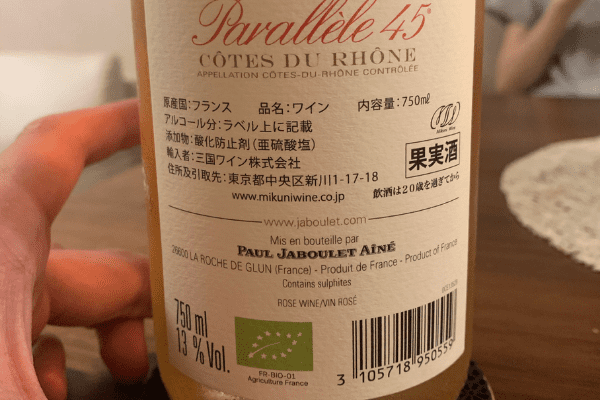 Parallèle 45
CÔTES DU RHÔNE
APPELLATION CÔTES-DU-RHÔNE CONTRÔLÉE
原産国:フランス 品名:ワイン 内容量:750mℓ
アルコール分:ラベル上に記載
添加物:酸化防止剤(亜硫酸塩)
輸入者:三国ワイン株式会社
住所及引取先:東京都中央区新川1-17-18
www.mikuniwine.co.jp
Mikuni Wine
果実酒
飲酒は20歳を過ぎてから
www.jaboulet.com
Mis en bouteille par
PAUL JABOULET AÎNÉ
26600 LA ROCHE DE GLUN (France) - Produit de France - Product of France
Contains sulphites
ROSE WINE/VIN ROSÉ
750 ml
13 % Vol.
FR-BIO-01
Agriculture France
3 105718 950559